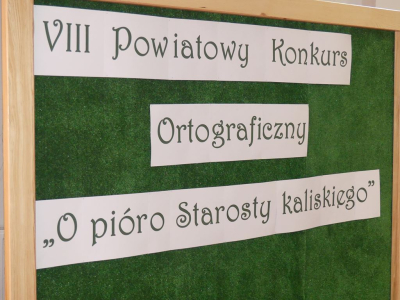 VIII Powiatowy Konkurs
Ortograficzny
„O pióro Starosty kaliskiego”